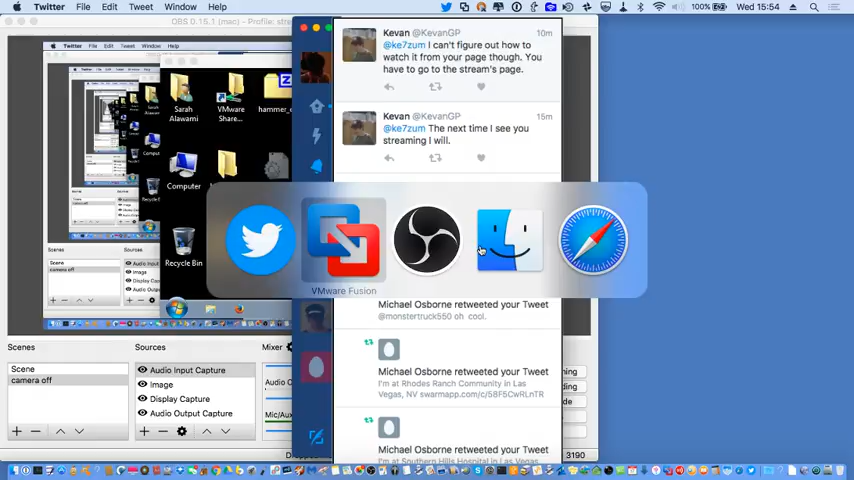 Twitter File Edit Tweet Window Help
100% Wed 15:54
OBS 0.15.1 (mac) - Profile: stre
Kevan @KevanGP 10m
@ke7zum I can't figure out how to
watch it from your page though. You
have to go to the stream's page.
Kevan @KevanGP 15m
@ke7zum The next time I see you
streaming I will.
Sarah
Alawami
VMware
Share...
hammer_c
Computer
Recycle Bin
VMware Fusion
Michael Osborne retweeted your Tweet
@monstertruck550 oh cool.
Michael Osborne retweeted your Tweet
I'm at Rhodes Ranch Community in Las
Vegas, NV swarmapp.com/c/58F5CwRLnTR
Michael Osborne retweeted your Tweet
I'm at Southern Hills Hospital in Las
Scenes
Scene
camera off
Sources
Audio Input Capture
Image
Display Capture
Audio Output Capture
Mixer
Audio O
Mic/Aux
3190